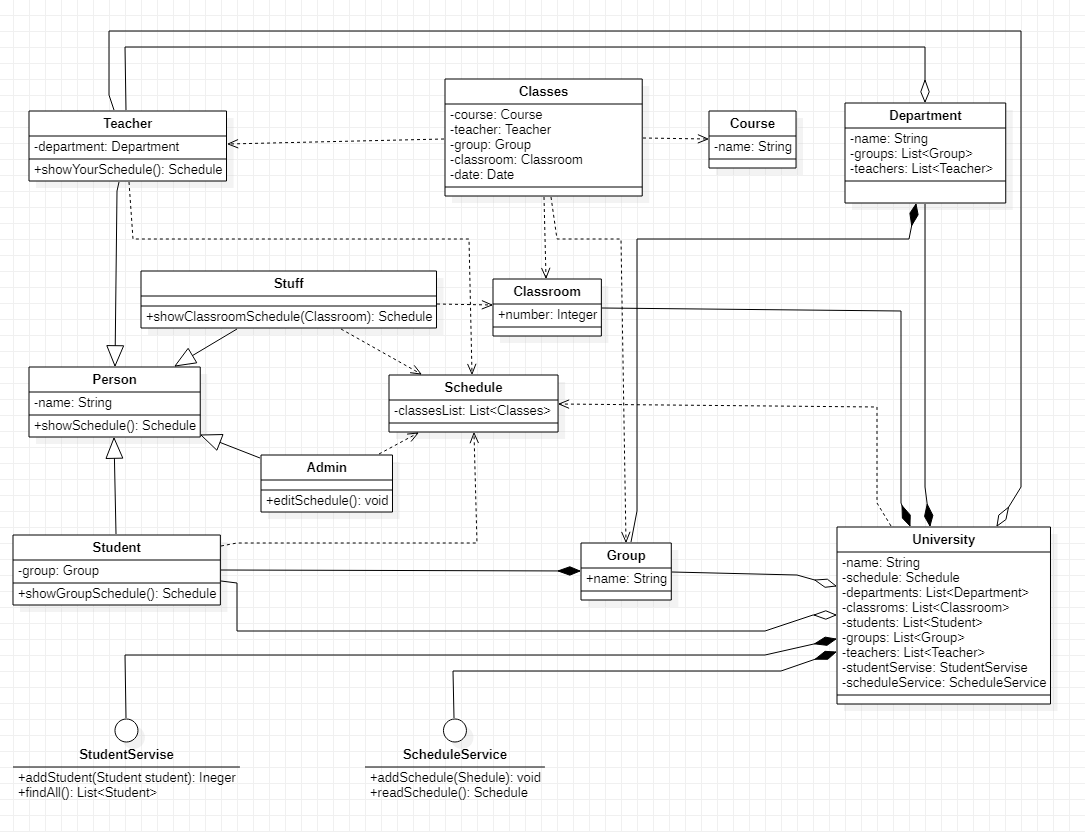 Classes
-course: Course
-teacher: Teacher
-group: Group
-classroom: Classroom
-date: Date
Course
-name: String
Department
-name: String
-groups: List<Group>
-teachers: List<Teacher>
Teacher
-department: Department
+showYourSchedule(): Schedule
Stuff
+showClassroomSchedule(Classroom): Schedule
Classroom
+number: Integer
Person
-name: String
+showSchedule(): Schedule
Schedule
-classesList: List<Classes>
Admin
+editSchedule(): void
Student
-group: Group
+showGroupSchedule(): Schedule
Group
+name: String
University
-name: String
-schedule: Schedule
-departments: List<Department>
-classroms: List<Classroom>
-students: List<Student>
-groups: List<Group>
-teachers: List<Teacher>
-studentServise: StudentServise
-scheduleService: ScheduleService
StudentServise
+addStudent(Student student): Ineger
+findAll(): List<Student>
ScheduleService
+addSchedule(Shedule): void
+readSchedule(): Schedule